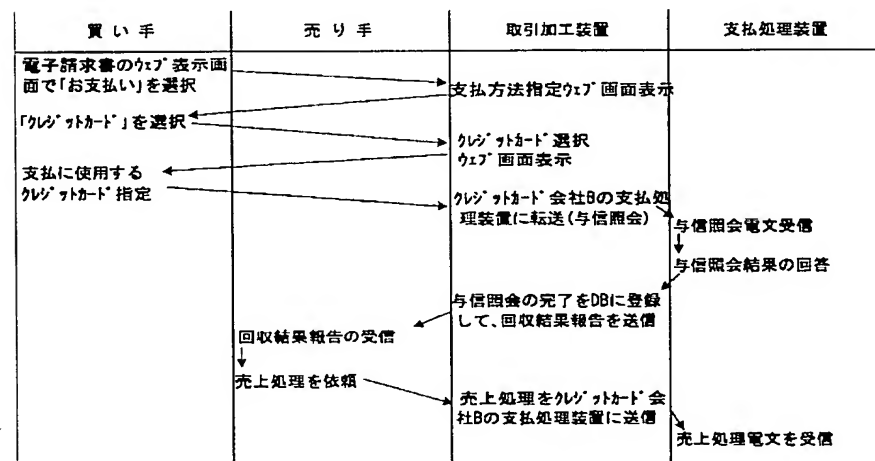 買い手 売り手 取引加工装置 支払処理装置
電子請求書のウェブ表示画
面で「お支払い」を選択
支払方法指定ウェブ画面表示
「クレジットカード」を選択
クレジットカード選択
ウェブ画面表示
支払に使用する
クレジットカード指定
クレジットカード会社Bの支払処
理装置に転送(与信照会)
与信照会電文受信
与信照会結果の回答
与信照会の完了をDBに登録
して、回収結果報告を送信
回収結果報告の受信
売上処理を依頼
売上処理をクレジットカード会
社Bの支払処理装置に送信
売上処理電文を受信